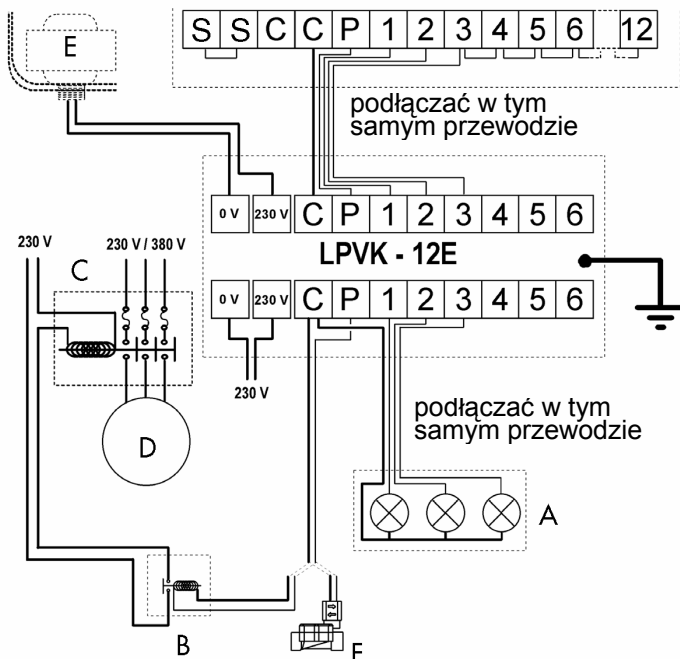 E
S S C C P 1 2 3 4 5 6 12
podłączać w tym
samym przewodzie
0 V 230 V C P 1 2 3 4 5 6
230 V
230 V / 380 V
LPVK - 12E
C
0 V 230 V C P 1 2 3 4 5 6
230 V
podłączać w tym
samym przewodzie
D
A
B
F